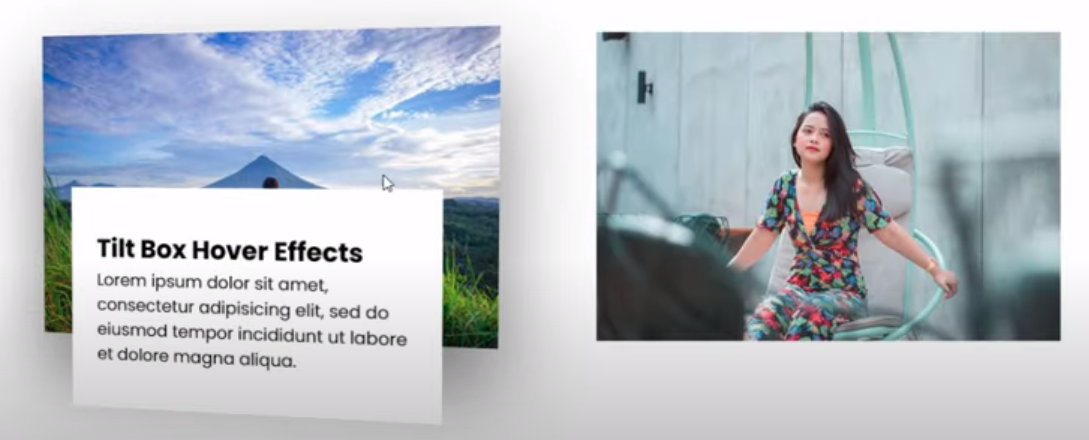 Tilt Box Hover Effects
Lorem ipsum dolor sit amet,
consectetur adipisicing elit, sed do
eiusmod tempor incididunt ut labore
et dolore magna aliqua.